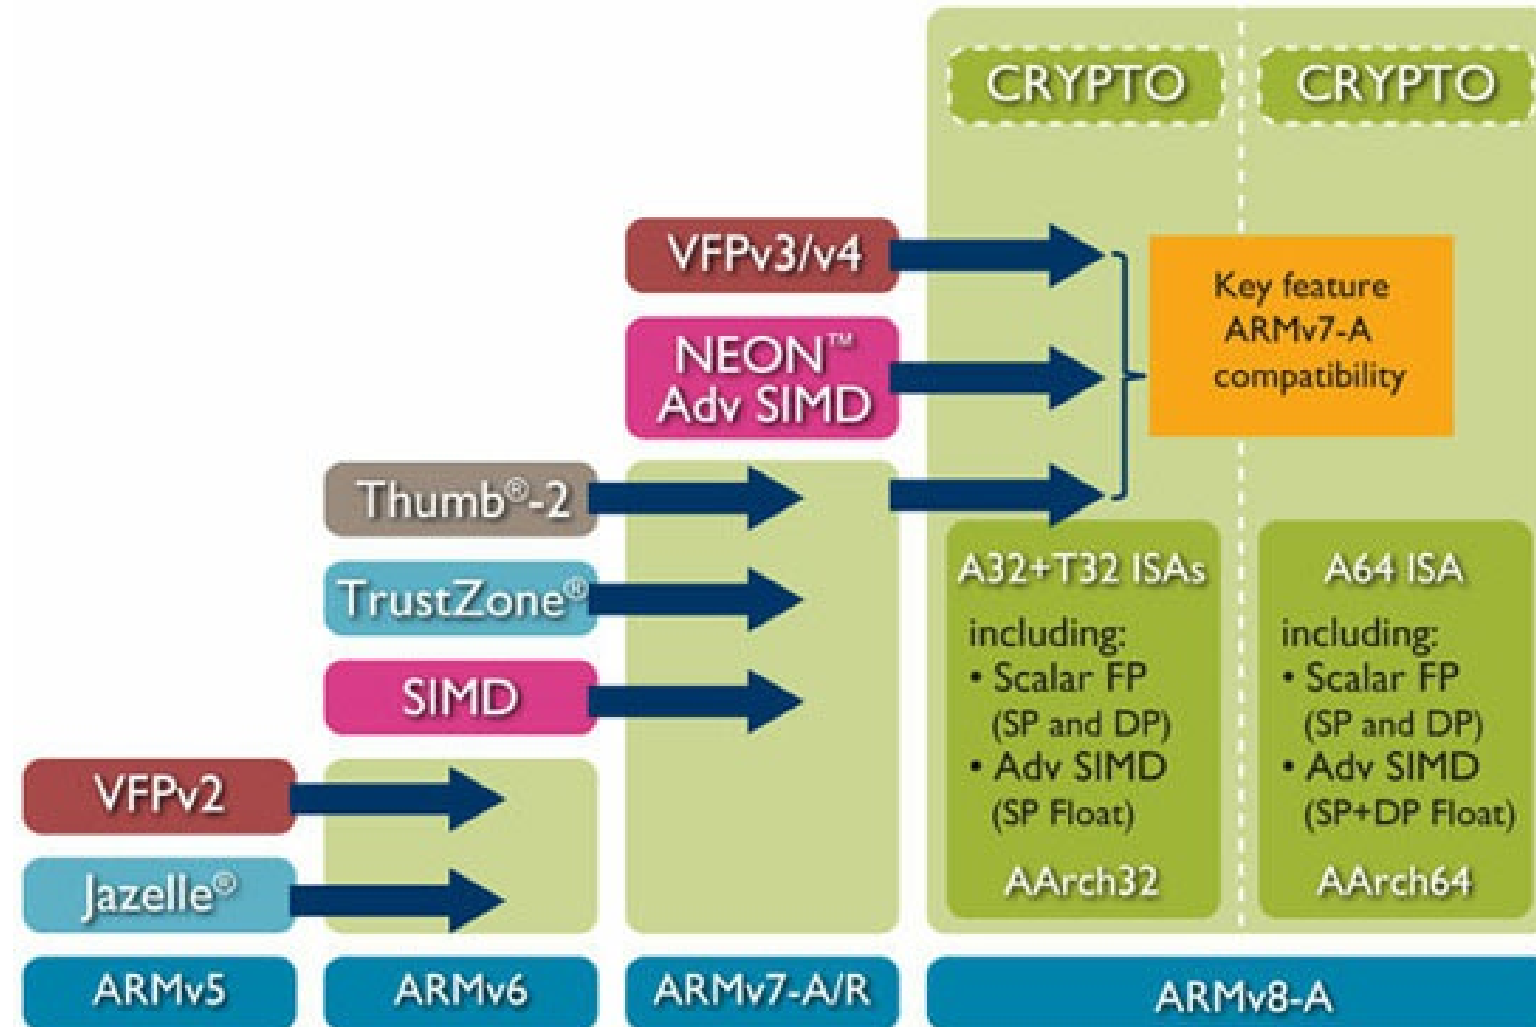 CRYPTO
CRYPTO
VFPv3/v4
Key feature
ARMv7-A
compatibility
NEON™
Adv SIMD
Thumb®-2
TrustZone®
SIMD
A32+T32 ISAs
including:
• Scalar FP
(SP and DP)
• Adv SIMD
(SP Float)
AArch32
A64 ISA
including:
• Scalar FP
(SP and DP)
• Adv SIMD
(SP+DP Float)
AArch64
VFPv2
Jazelle®
ARMv5
ARMv6
ARMv7-A/R
ARMv8-A